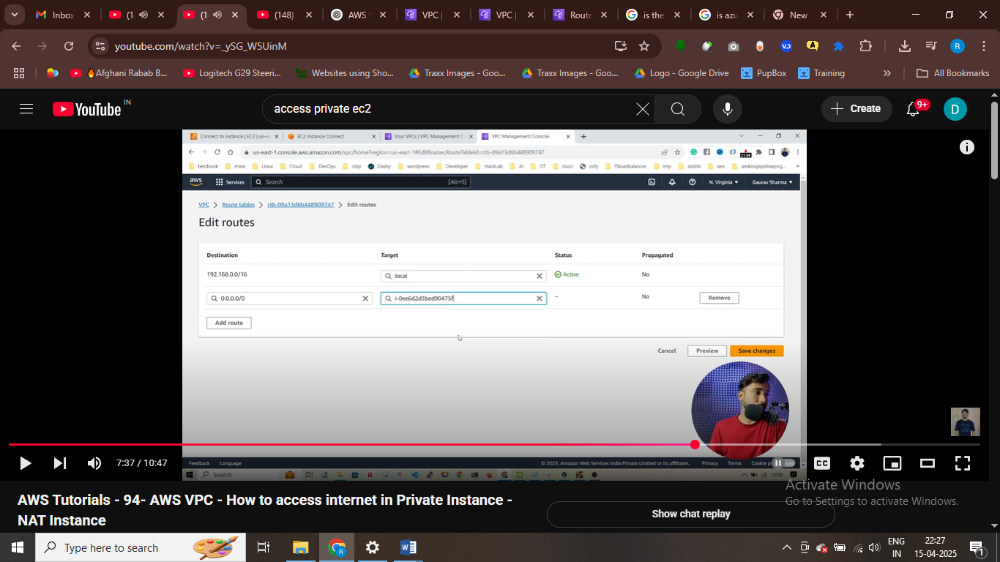 Inbox
(1
(1
(148)
AWS
VPC |
VPC |
Route
is the
is azu
New
youtube.com/watch?v=_ySG_W5UinM
R
🔥Afghani Rabab B...
Logitech G29 Steeri...
Websites using Sho...
Traxx Images - Goo...
Traxx Images - Goo...
Logo - Google Drive
PupBox
Training
All Bookmarks
YouTube IN
access private ec2
Create
9+
D
Connect to instance | EC2 | us-ea
EC2 Instance Connect
Your VPCs | VPC Management C
VPC Management Console
us-east-1.console.aws.amazon.com/vpc/home?region=us-east-1#EditRoutes:RouteTableId=rtb-09a13d6b448909747
21.99
bestbook
mine
Linux
Cloud
DevOps
cliqr
Dashy
wordpress
Developer
HackLab
AI
OT
cisco
osfy
f5loadbalancer
imp
siddhi
seo
Jenkinspipelineproj...
aws
Services
Search
[Alt+S]
N. Virginia
Gaurav Sharma
VPC
Route tables
rtb-09a13d6b448909747
Edit routes
Edit routes
Destination
Target
Status
Propagated
192.168.0.0/16
local
Active
No
0.0.0.0/0
i-0ee6d2d3bed90475f
–
No
Remove
Add route
Cancel
Preview
Save changes
Feedback
Language
© 2023, Amazon Web Services India Private Limited or its affiliates.
Privacy
Terms
Search
10:55
7:37 / 10:47
CC
Activate Windows
Go to Settings to activate Windows.
AWS Tutorials - 94- AWS VPC - How to access internet in Private Instance -
NAT Instance
Show chat replay
Type here to search
ENG
IN
22:27
15-04-2025
1